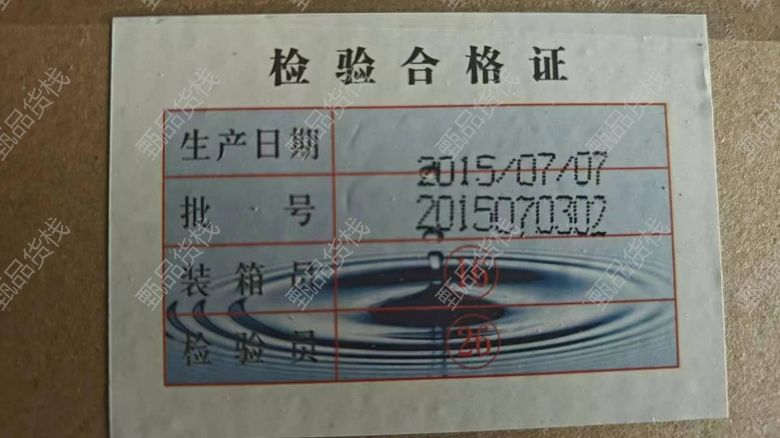 检验合格证
生产日期 2015/07/07
批号 2015070302
装箱员 16
检验员 26
甄品货栈